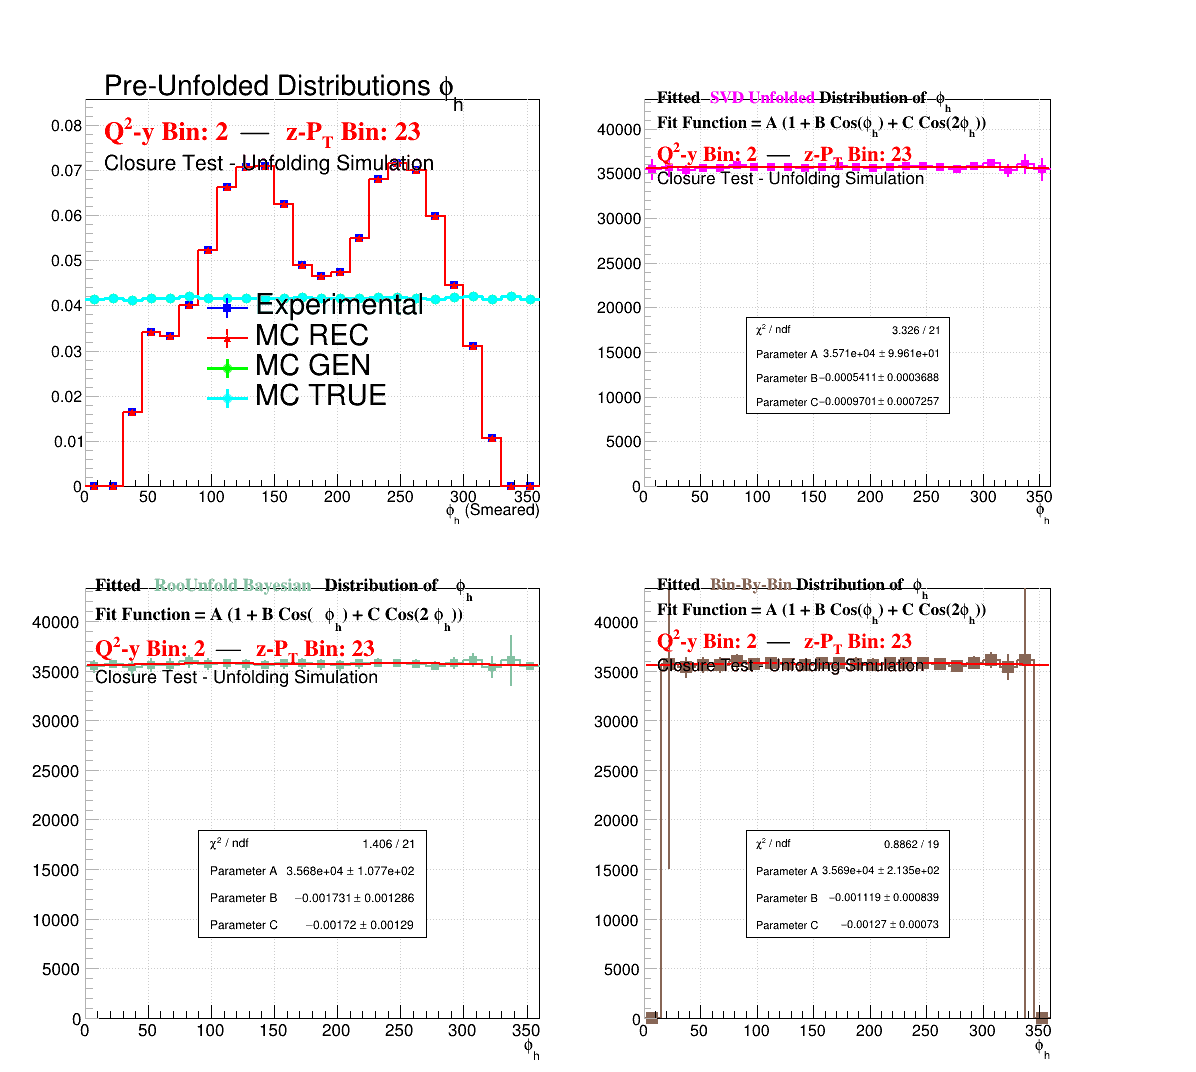 Pre-Unfolded Distributions ϕh
Q²-y Bin: 2 — z-PT Bin: 23
Closure Test - Unfolding Simulation
0.08
0.07
0.06
0.05
0.04
0.03
0.02
0.01
0
Experimental
MC REC
MC GEN
MC TRUE
0 50 100 150 200 250 300 350
ϕh (Smeared)
Fitted SVD Unfolded Distribution of ϕh
Fit Function = A (1 + B Cos(ϕh) + C Cos(2ϕh))
Q²-y Bin: 2 — z-PT Bin: 23
Closure Test - Unfolding Simulation
40000
35000
30000
25000
20000
15000
10000
5000
0
χ² / ndf 3.326 / 21
Parameter A 3.571e+04 ± 9.961e+01
Parameter B −0.0005411 ± 0.0003688
Parameter C −0.0009701 ± 0.0007257
0 50 100 150 200 250 300 350
ϕh
Fitted RooUnfold Bayesian Distribution of ϕh
Fit Function = A (1 + B Cos( ϕh) + C Cos(2 ϕh))
Q²-y Bin: 2 — z-PT Bin: 23
Closure Test - Unfolding Simulation
40000
35000
30000
25000
20000
15000
10000
5000
0
χ² / ndf 1.406 / 21
Parameter A 3.568e+04 ± 1.077e+02
Parameter B −0.001731 ± 0.001286
Parameter C −0.00172 ± 0.00129
0 50 100 150 200 250 300 350
ϕh
Fitted Bin-By-Bin Distribution of ϕh
Fit Function = A (1 + B Cos(ϕh) + C Cos(2ϕh))
Q²-y Bin: 2 — z-PT Bin: 23
Closure Test - Unfolding Simulation
40000
35000
30000
25000
20000
15000
10000
5000
0
χ² / ndf 0.8862 / 19
Parameter A 3.569e+04 ± 2.135e+02
Parameter B −0.001119 ± 0.000839
Parameter C −0.00127 ± 0.00073
0 50 100 150 200 250 300 350
ϕh